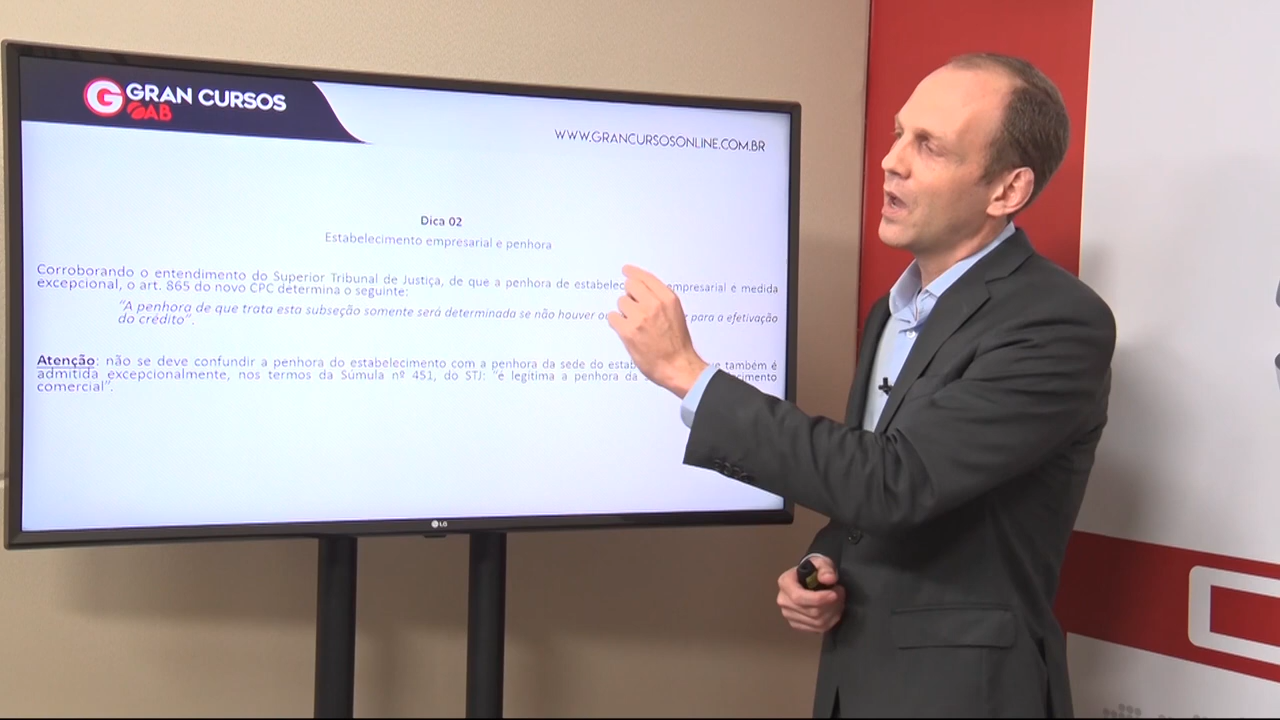 GRAN CURSOS
OAB
WWW.GRANCURSOSONLINE.COM.BR
Dica 02
Estabelecimento empresarial e penhora
Corroborando o entendimento do Superior Tribunal de Justiça, de que a penhora de empresarial é medida
excepcional, o art. 865 do novo CPC determina o seguinte:
"A penhora de que trata esta subseção somente será determinada se não houver para a efetivação
do crédito".
Atenção: não se deve confundir a penhora do estabelecimento com a penhora da sede do também é
admitida excepcionalmente, nos termos da Súmula nº 451, do STJ: "é legitima a penhora da
comercial".
LG